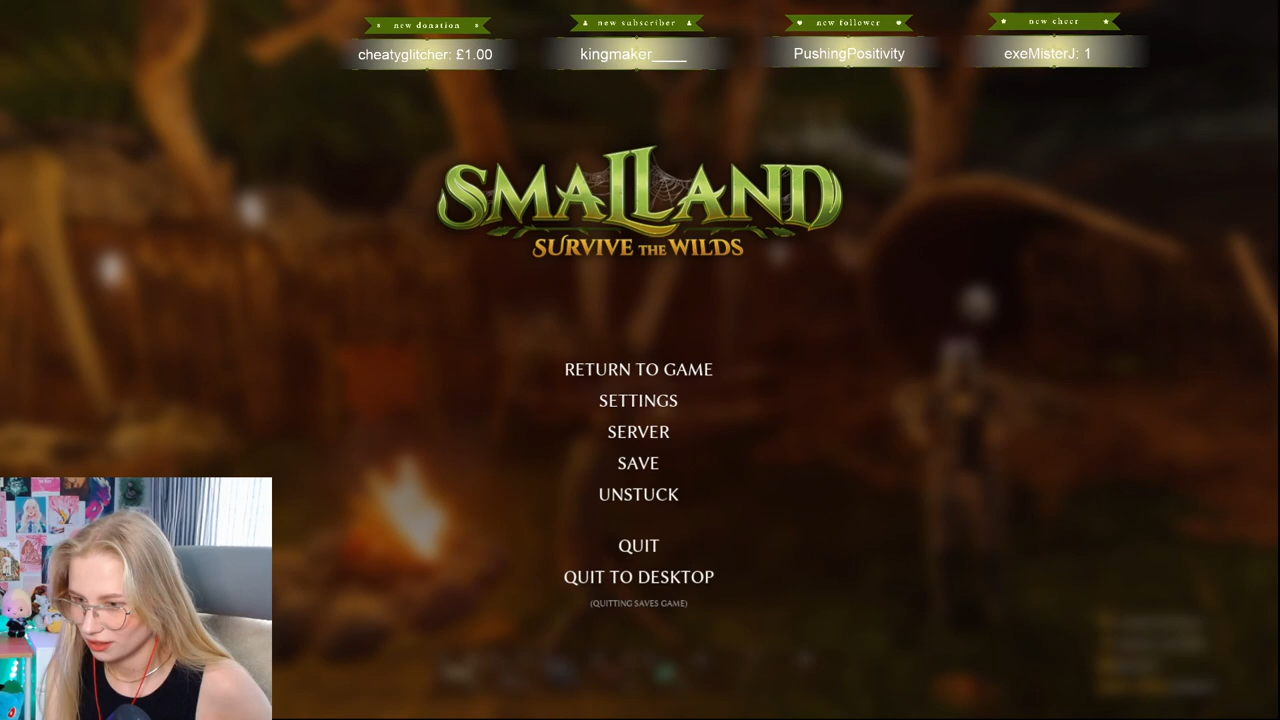 new donation
new subscriber
new follower
new cheer
cheatyglitcher: £1.00
kingmaker____
PushingPositivity
exeMisterJ: 1
SMALLAND
SURVIVE THE WILDS
RETURN TO GAME
SETTINGS
SERVER
SAVE
UNSTUCK
QUIT
QUIT TO DESKTOP
(QUITTING SAVES GAME)